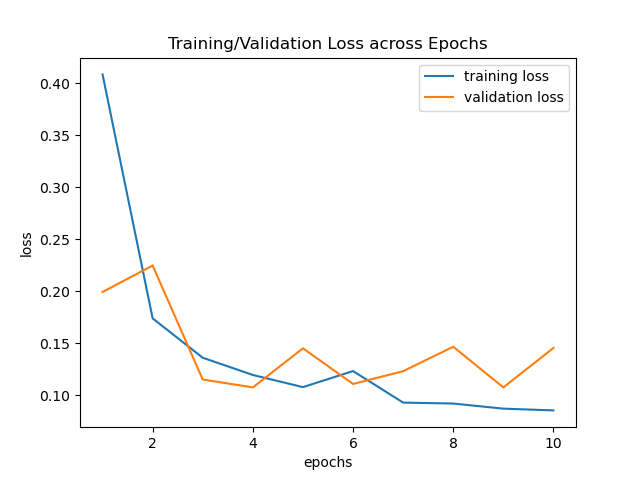 Training/Validation Loss across Epochs
training loss
validation loss
0.40
0.35
0.30
0.25
0.20
0.15
0.10
loss
2
4
6
8
10
epochs